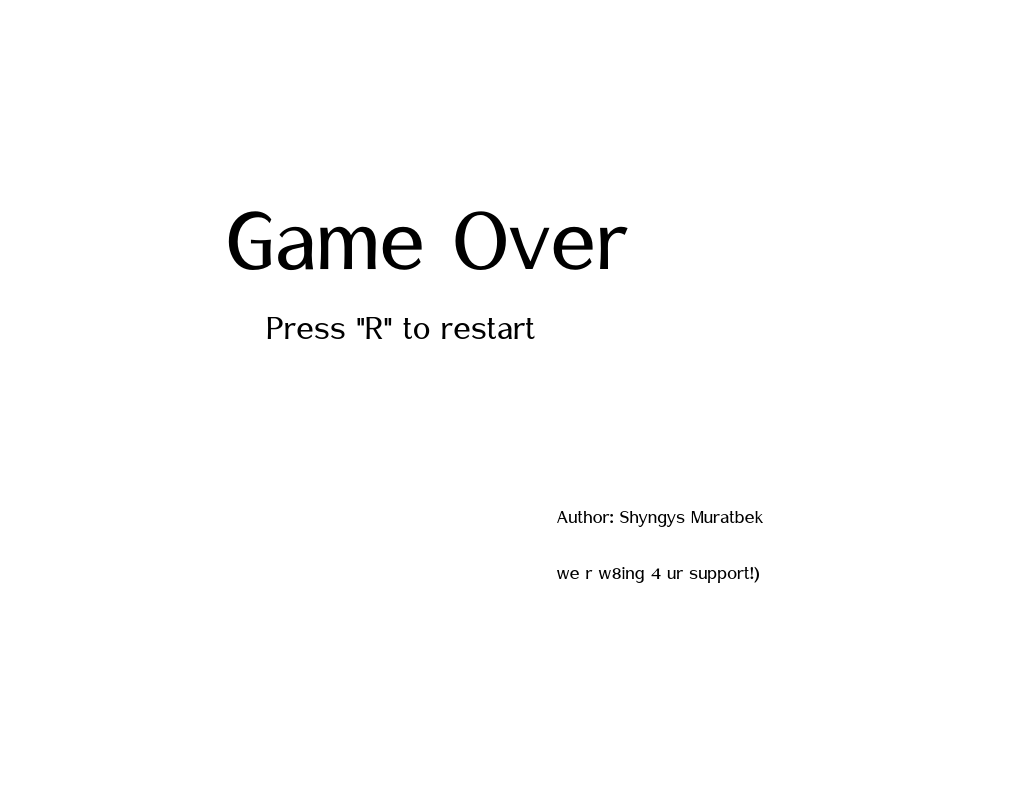 Game Over
Press "R" to restart
Author: Shyngys Muratbek
we r w8ing 4 ur support!)